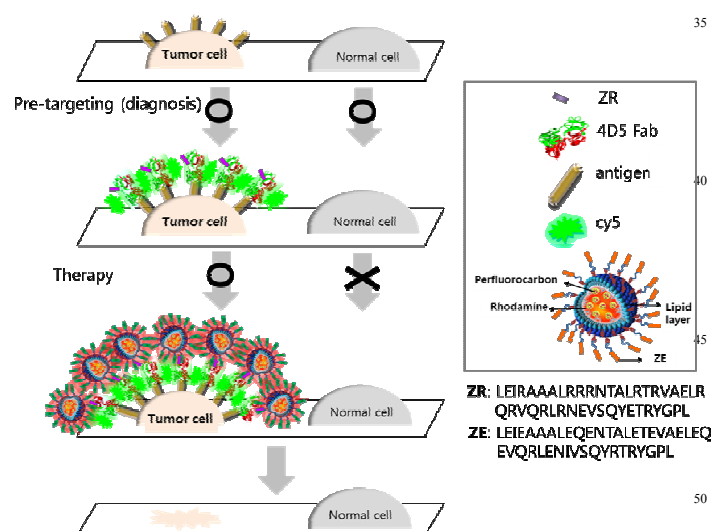 35
Tumor cell
Normal cell
Pre-targeting (diagnosis)
O
O
ZR
4D5 Fab
antigen
40
cy5
Tumor cell
Normal cell
Therapy
O
X
Perfluorocarbon
Rhodamine
Lipid
layer
45
ZE
Tumor cell
Normal cell
ZR: LEIRAAALRRRNTALRTRVAELR
QRVQRLRNEVSQYETRYGPL
ZE: LEIEAAALEQENTALETEVAELEQ
EVQRLENIVSQYRTRYGPL
50
Normal cell